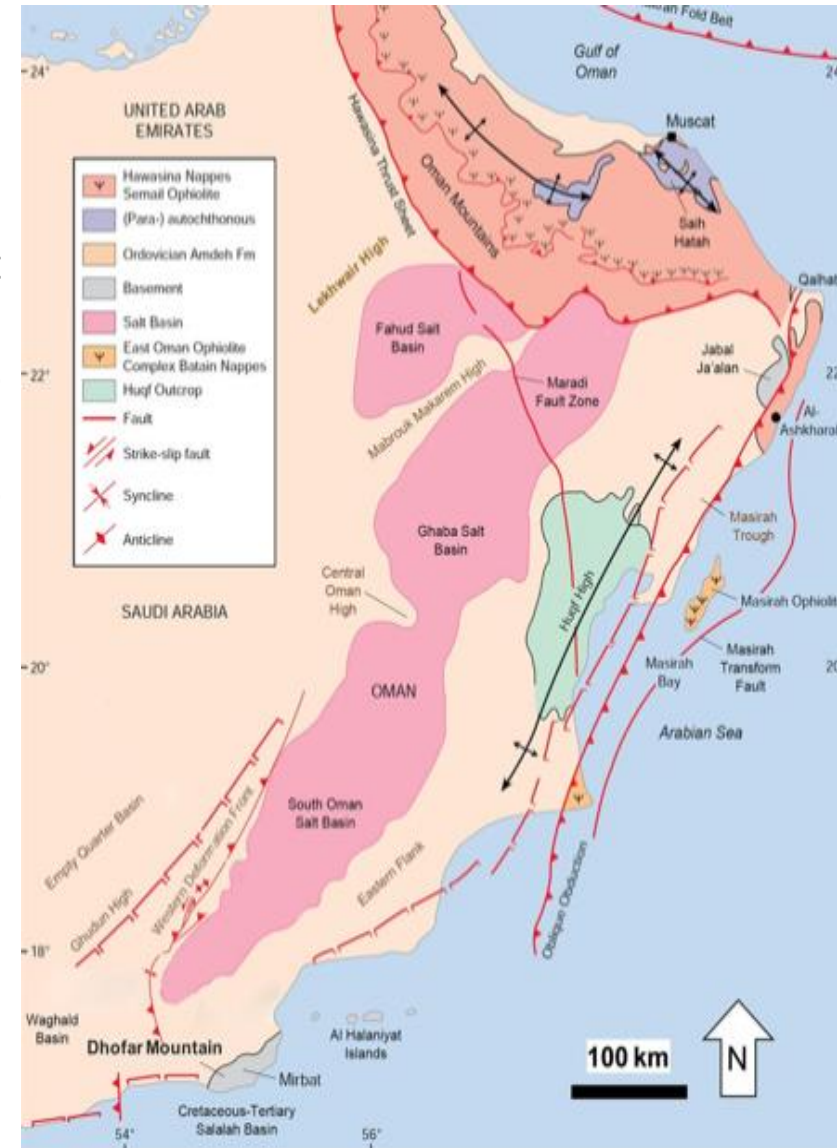 Fold Belt
24°
Gulf of
Oman
24
UNITED ARAB
EMIRATES
Muscat
Hawasina Thrust Sheet
Oman Mountains
Saih
Hatah
Hawasina Nappes
Semail Ophiolite
(Para-) autochthonous
Ordovician Amdeh Fm
Basement
Salt Basin
East Oman Ophiolite
Complex Batain Nappes
Huqf Outcrop
Fault
Strike-slip fault
Syncline
Anticline
Lekhwair High
Qalhat
Fahud Salt
Basin
Jabal
Ja'alan
22°
22
Maradi
Fault Zone
Mabrouk Makarem High
Al-
Ashkharah
Masirah
Trough
Ghaba Salt
Basin
Central
Oman
High
SAUDI ARABIA
Huqf High
Masirah Ophiolite
20°
20
Masirah
Bay
Masirah
Transform
Fault
OMAN
Arabian Sea
South Oman
Salt Basin
Empty Quarter Basin
Ghudun High
Western Deformation Front
Eastern Flank
Oblique Obduction
18°
Waghald
Basin
Dhofar Mountain
Al Halaniyat
Islands
100 km
N
Mirbat
Cretaceous-Tertiary
Salalah Basin
54°
56°